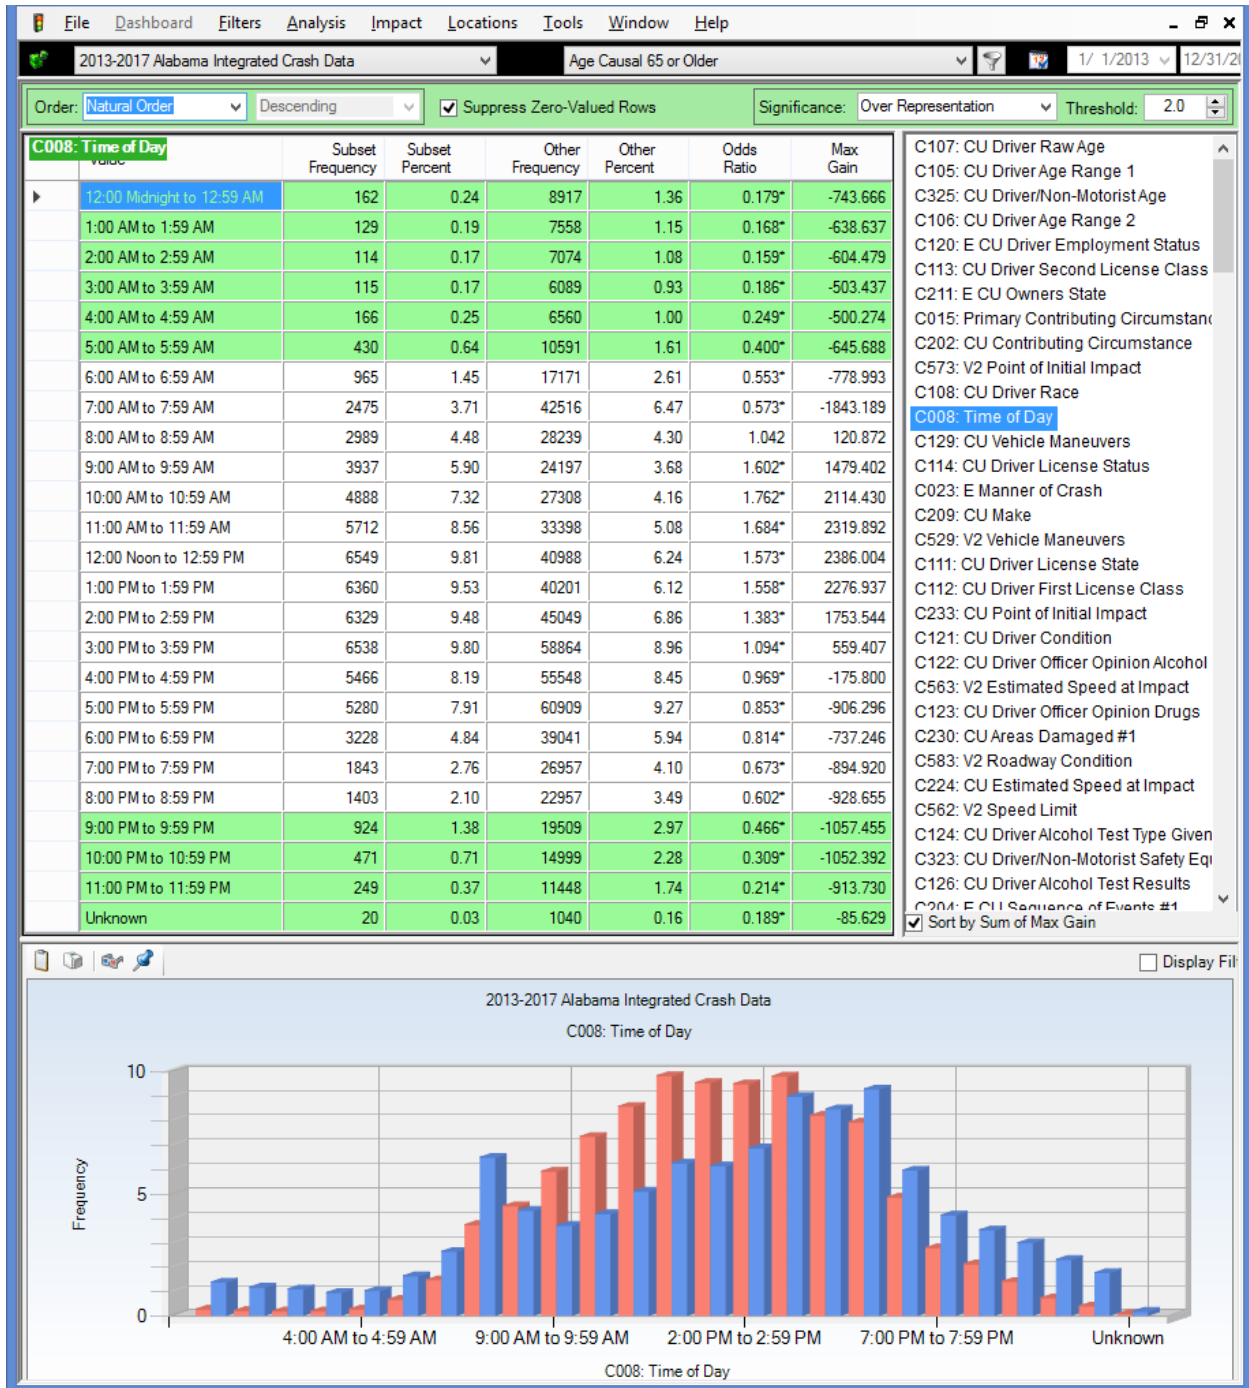 File Dashboard Filters Analysis Impact Locations Tools Window Help
2013-2017 Alabama Integrated Crash Data Age Causal 65 or Older 1/ 1/2013 12/31/20
Order: Natural Order Descending Suppress Zero-Valued Rows Significance: Over Representation Threshold: 2.0
C008: Time of Day
Value Subset Frequency Subset Percent Other Frequency Other Percent Odds Ratio Max Gain
12:00 Midnight to 12:59 AM 162 0.24 8917 1.36 0.179* -743.666
1:00 AM to 1:59 AM 129 0.19 7558 1.15 0.168* -638.637
2:00 AM to 2:59 AM 114 0.17 7074 1.08 0.159* -604.479
3:00 AM to 3:59 AM 115 0.17 6089 0.93 0.186* -503.437
4:00 AM to 4:59 AM 166 0.25 6560 1.00 0.249* -500.274
5:00 AM to 5:59 AM 430 0.64 10591 1.61 0.400* -645.688
6:00 AM to 6:59 AM 965 1.45 17171 2.61 0.553* -778.993
7:00 AM to 7:59 AM 2475 3.71 42516 6.47 0.573* -1843.189
8:00 AM to 8:59 AM 2989 4.48 28239 4.30 1.042 120.872
9:00 AM to 9:59 AM 3937 5.90 24197 3.68 1.602* 1479.402
10:00 AM to 10:59 AM 4888 7.32 27308 4.16 1.762* 2114.430
11:00 AM to 11:59 AM 5712 8.56 33398 5.08 1.684* 2319.892
12:00 Noon to 12:59 PM 6549 9.81 40988 6.24 1.573* 2386.004
1:00 PM to 1:59 PM 6360 9.53 40201 6.12 1.558* 2276.937
2:00 PM to 2:59 PM 6329 9.48 45049 6.86 1.383* 1753.544
3:00 PM to 3:59 PM 6538 9.80 58864 8.96 1.094* 559.407
4:00 PM to 4:59 PM 5466 8.19 55548 8.45 0.969* -175.800
5:00 PM to 5:59 PM 5280 7.91 60909 9.27 0.853* -906.296
6:00 PM to 6:59 PM 3228 4.84 39041 5.94 0.814* -737.246
7:00 PM to 7:59 PM 1843 2.76 26957 4.10 0.673* -894.920
8:00 PM to 8:59 PM 1403 2.10 22957 3.49 0.602* -928.655
9:00 PM to 9:59 PM 924 1.38 19509 2.97 0.466* -1057.455
10:00 PM to 10:59 PM 471 0.71 14999 2.28 0.309* -1052.392
11:00 PM to 11:59 PM 249 0.37 11448 1.74 0.214* -913.730
Unknown 20 0.03 1040 0.16 0.189* -85.629
C107: CU Driver Raw Age
C105: CU Driver Age Range 1
C325: CU Driver/Non-Motorist Age
C106: CU Driver Age Range 2
C120: E CU Driver Employment Status
C113: CU Driver Second License Class
C211: E CU Owners State
C015: Primary Contributing Circumstanc
C202: CU Contributing Circumstance
C573: V2 Point of Initial Impact
C108: CU Driver Race
C008: Time of Day
C129: CU Vehicle Maneuvers
C114: CU Driver License Status
C023: E Manner of Crash
C209: CU Make
C529: V2 Vehicle Maneuvers
C111: CU Driver License State
C112: CU Driver First License Class
C233: CU Point of Initial Impact
C121: CU Driver Condition
C122: CU Driver Officer Opinion Alcohol
C563: V2 Estimated Speed at Impact
C123: CU Driver Officer Opinion Drugs
C230: CU Areas Damaged #1
C583: V2 Roadway Condition
C224: CU Estimated Speed at Impact
C562: V2 Speed Limit
C124: CU Driver Alcohol Test Type Given
C323: CU Driver/Non-Motorist Safety Equ
C126: CU Driver Alcohol Test Results
C204: E CU Sequence of Events #1
Sort by Sum of Max Gain
Display Fil
2013-2017 Alabama Integrated Crash Data
C008: Time of Day
10
5
0
Frequency
4:00 AM to 4:59 AM 9:00 AM to 9:59 AM 2:00 PM to 2:59 PM 7:00 PM to 7:59 PM Unknown
C008: Time of Day